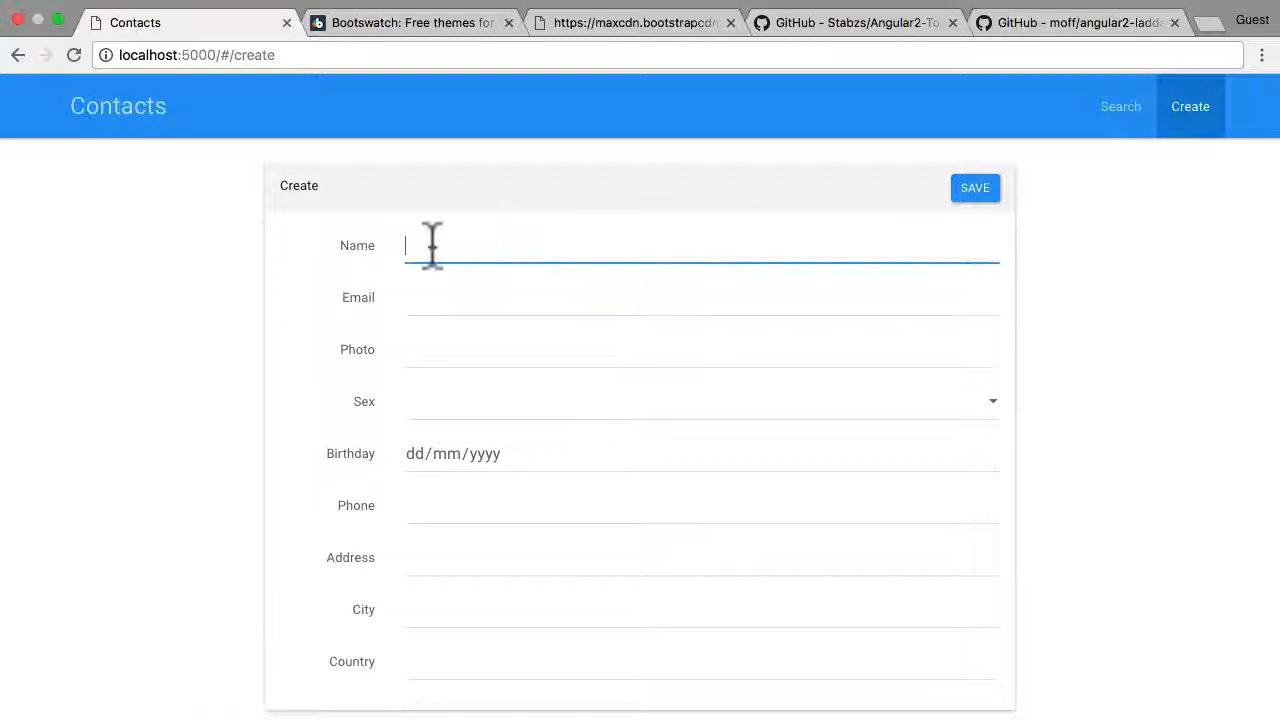 Contacts
Bootswatch: Free themes for
https://maxcdn.bootstrapcdn
GitHub - Stabzs/Angular2-To
GitHub - moff/angular2-ladde
Guest
localhost:5000/#/create
Contacts
Search
Create
Create
SAVE
Name
Email
Photo
Sex
Birthday
dd/mm/yyyy
Phone
Address
City
Country